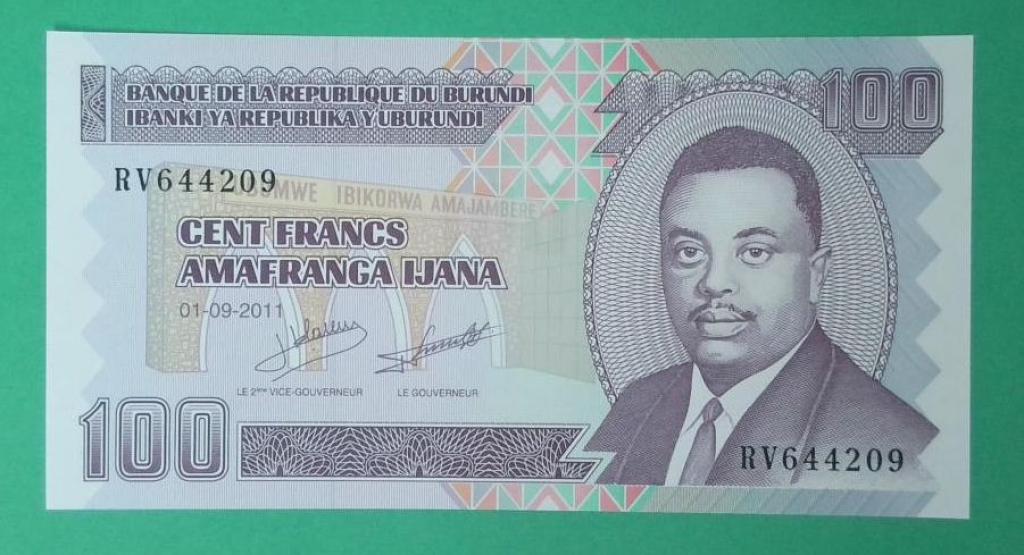 BANQUE DE LA REPUBLIQUE DU BURUNDI
IBANKI YA REPUBLIKA Y'UBURUNDI
100
RV644209
IBIKORWA AMAJAMBERE
CENT FRANCS
AMAFRANGA IJANA
01-09-2011
LE 2ème VICE-GOUVERNEUR LE GOUVERNEUR
100
RV644209